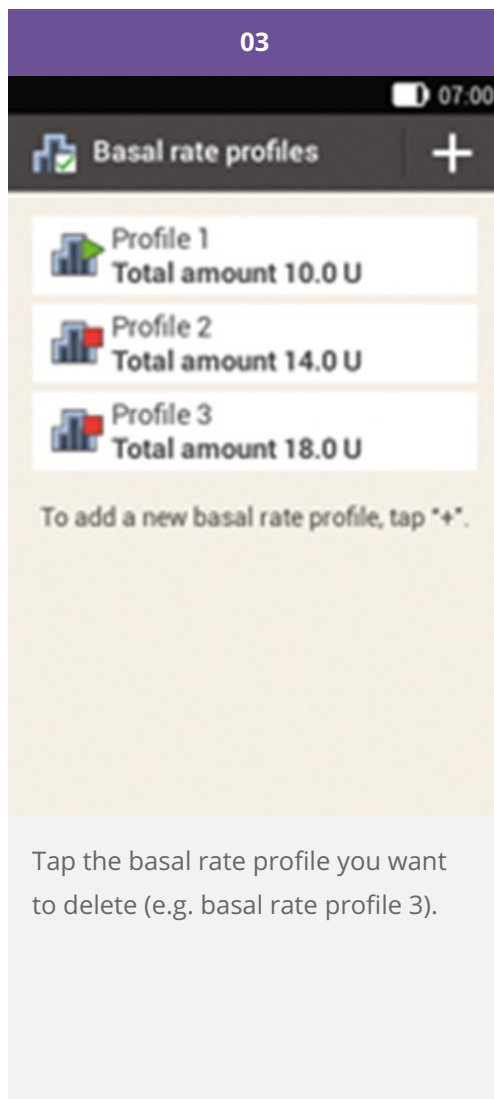 03
07:00
Basal rate profiles +
Profile 1
Total amount 10.0 U
Profile 2
Total amount 14.0 U
Profile 3
Total amount 18.0 U
To add a new basal rate profile, tap "+".
Tap the basal rate profile you want
to delete (e.g. basal rate profile 3).